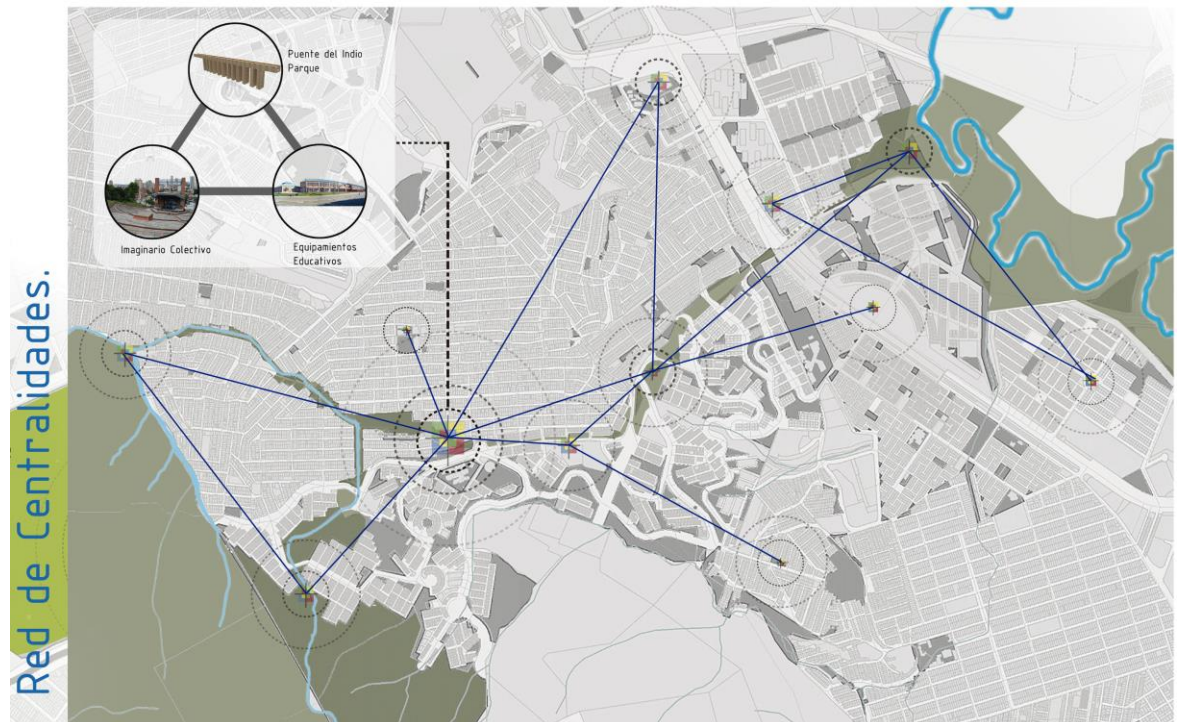 Red de Centralidades.
Puente del Indio
Parque
Imaginario Colectivo
Equipamientos
Educativos